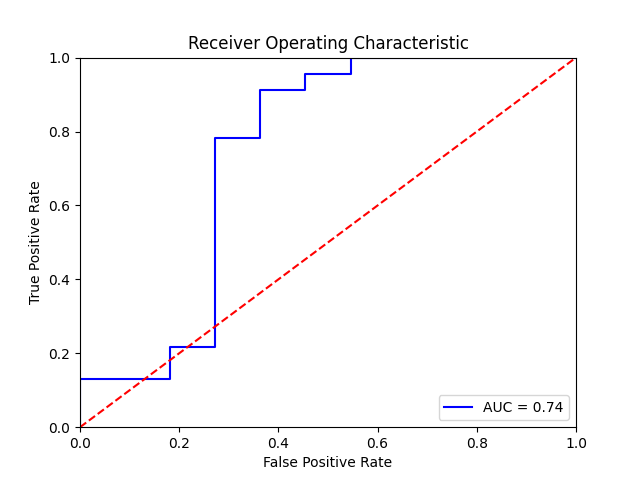 Receiver Operating Characteristic
1.0
0.8
0.6
0.4
0.2
0.0
True Positive Rate
AUC = 0.74
0.0 0.2 0.4 0.6 0.8 1.0
False Positive Rate